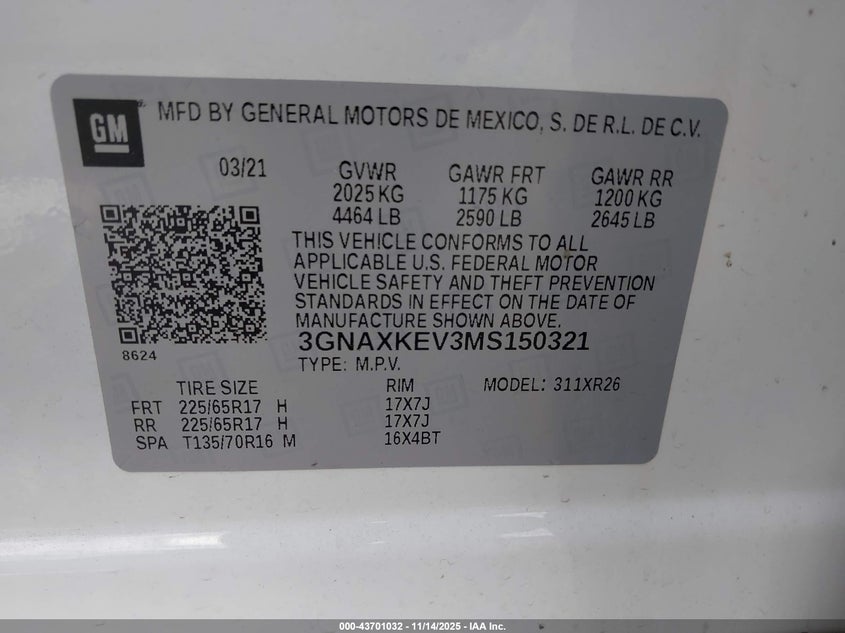 GM
MFD BY GENERAL MOTORS DE MEXICO, S. DE R.L. DE C.V.
03/21 GVWR GAWR FRT GAWR RR
2025 KG 1175 KG 1200 KG
4464 LB 2590 LB 2645 LB
THIS VEHICLE CONFORMS TO ALL
APPLICABLE U.S. FEDERAL MOTOR
VEHICLE SAFETY AND THEFT PREVENTION
STANDARDS IN EFFECT ON THE DATE OF
MANUFACTURE SHOWN ABOVE.
8624
3GNAXKEV3MS150321
TYPE: M.P.V.
TIRE SIZE RIM MODEL: 311XR26
FRT 225/65R17 H 17X7J
RR 225/65R17 H 17X7J
SPA T135/70R16 M 16X4BT
000-43701032 - 11/14/2025 - IAA Inc.